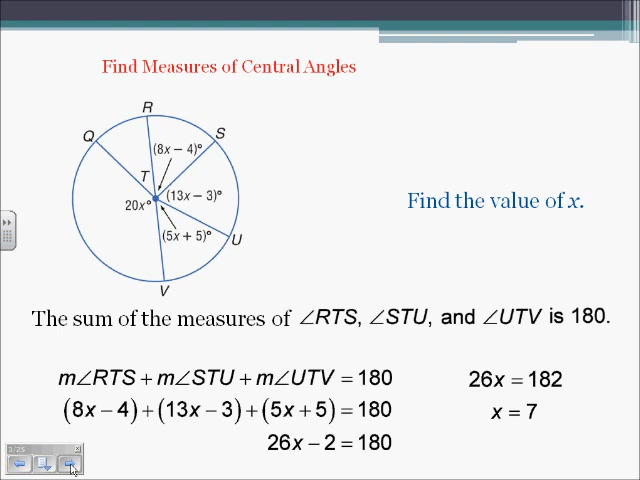 Find Measures of Central Angles
R
Q
S
(8x − 4)°
T
(13x − 3)°
20x°
(5x + 5)°
U
V
Find the value of x.
The sum of the measures of ∠RTS, ∠STU, and ∠UTV is 180.
m∠RTS + m∠STU + m∠UTV = 180
(8x − 4) + (13x − 3) + (5x + 5) = 180
26x − 2 = 180
26x = 182
x = 7
3/25